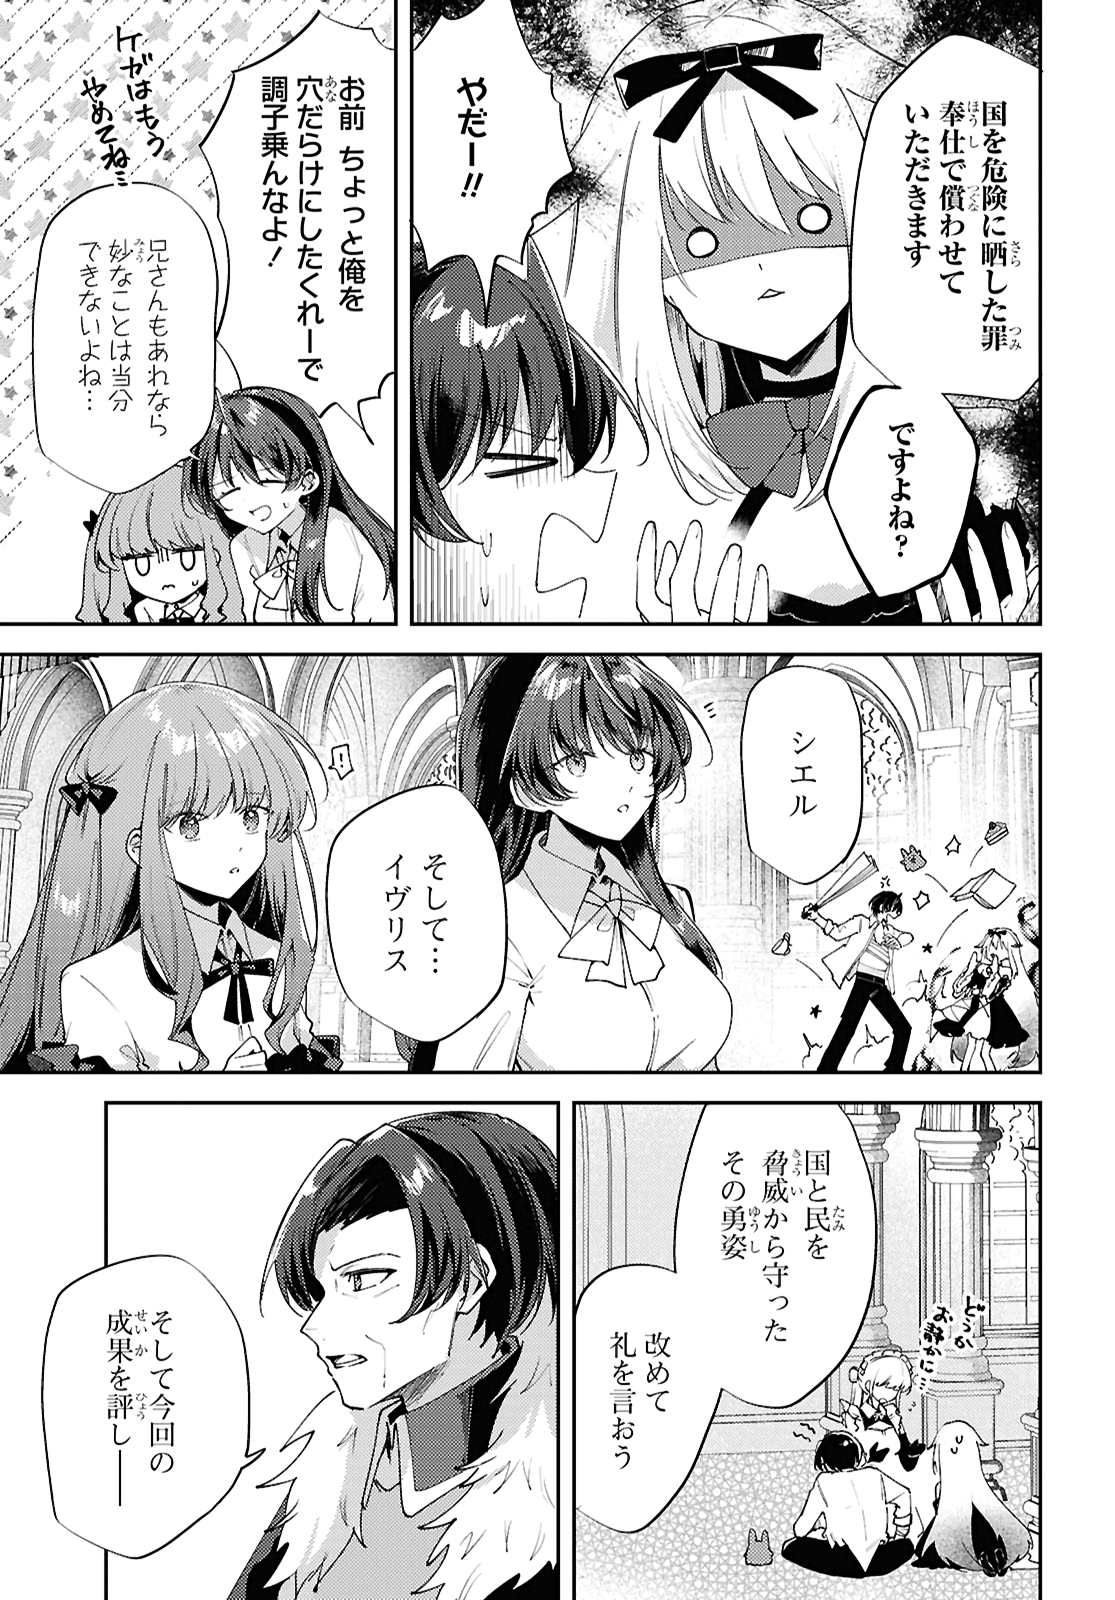 国を危険に晒した罪
奉仕で償わせて
いただきます
ですよね?
やだー!!
お前 ちょっと俺を
穴だらけにしたくれーで
調子乗んなよ!
ケガはもう
やめてね…
兄さんもあれなら
妙なことは当分
できないよね…
シエル
そして…
イヴリス
!
国と民を
脅威から守った
その勇姿
改めて
礼を言おう
どうか
お静かに…
そして今回の
成果を評し――